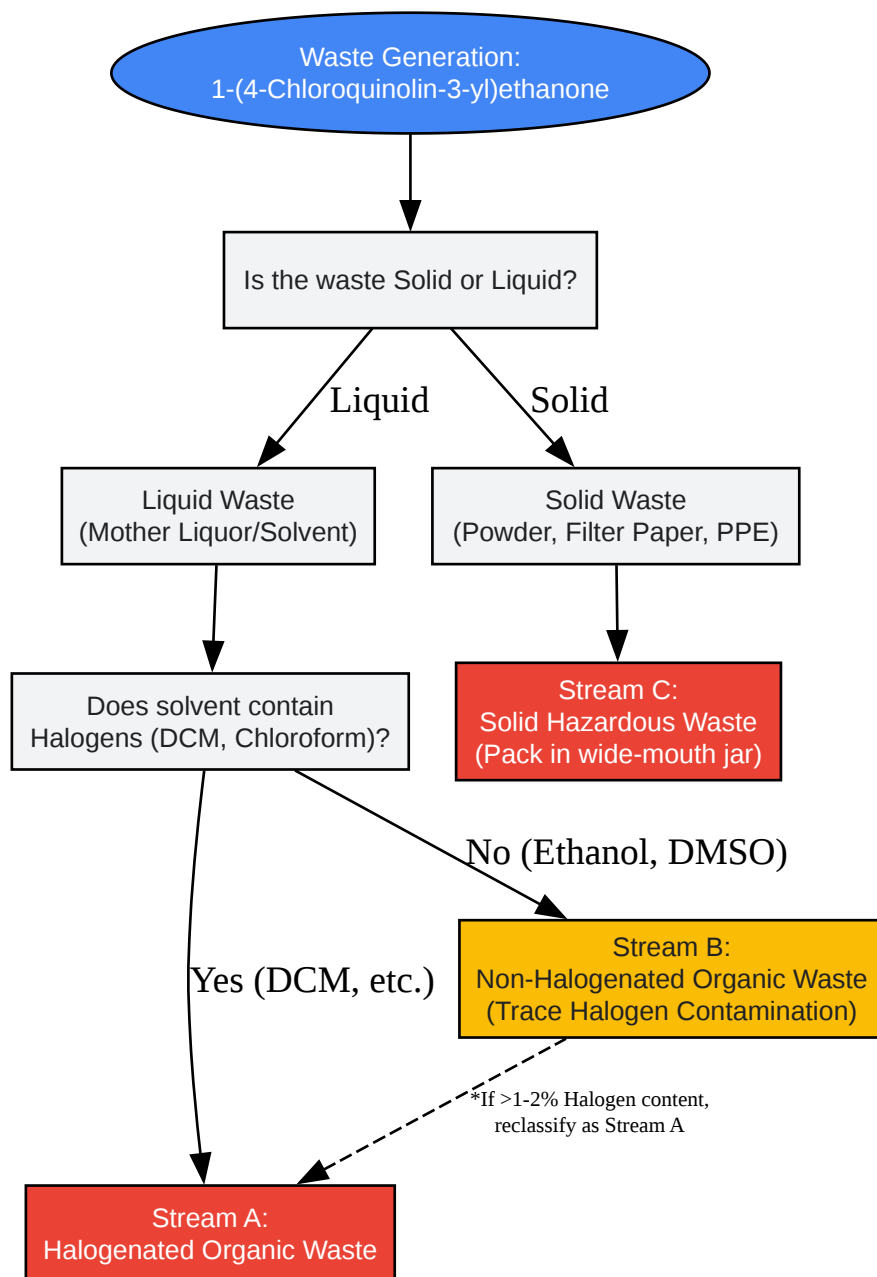 Waste Generation:
1-(4-Chloroquinolin-3-yl)ethanone
Is the waste Solid or Liquid?
Liquid
Solid
Liquid Waste
(Mother Liquor/Solvent)
Solid Waste
(Powder, Filter Paper, PPE)
Does solvent contain
Halogens (DCM, Chloroform)?
Stream C:
Solid Hazardous Waste
(Pack in wide-mouth jar)
No (Ethanol, DMSO)
Yes (DCM, etc.)
Stream B:
Non-Halogenated Organic Waste
(Trace Halogen Contamination)
*If >1-2% Halogen content,
reclassify as Stream A
Stream A:
Halogenated Organic Waste